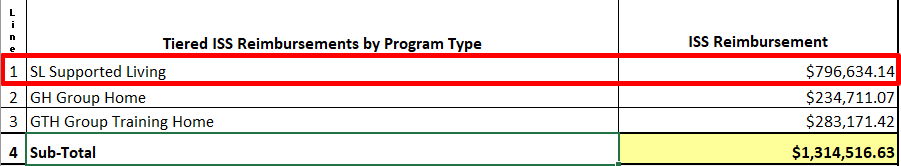 Line Tiered ISS Reimbursements by Program Type ISS Reimbursement
1 SL Supported Living $796,634.14
2 GH Group Home $234,711.07
3 GTH Group Training Home $283,171.42
4 Sub-Total $1,314,516.63